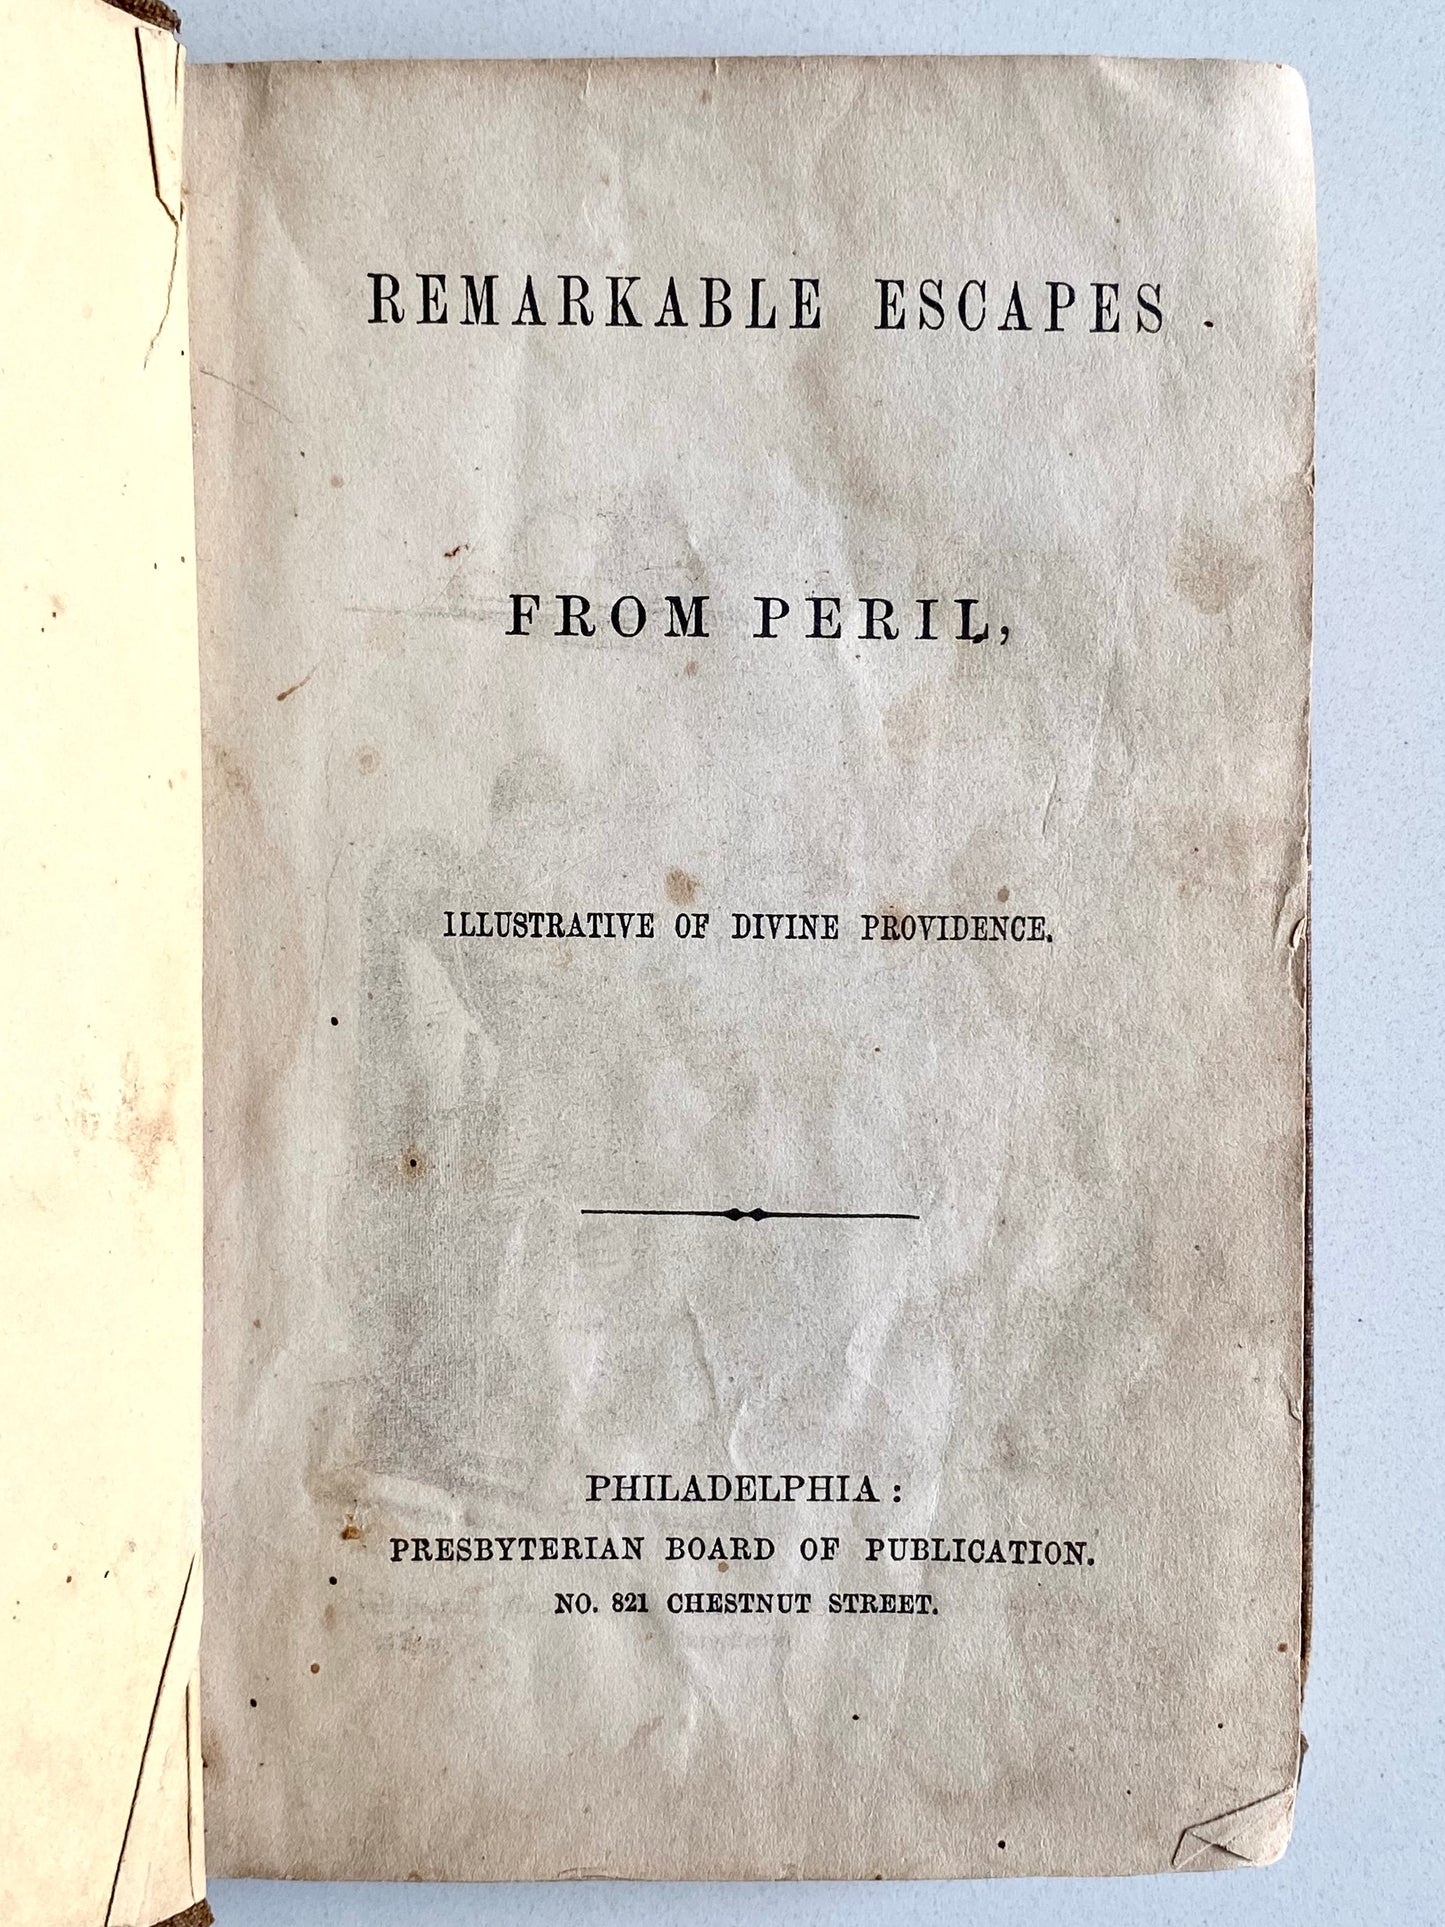 REMARKABLE ESCAPES
FROM PERIL,
ILLUSTRATIVE OF DIVINE PROVIDENCE.
PHILADELPHIA:
PRESBYTERIAN BOARD OF PUBLICATION.
NO. 821 CHESTNUT STREET.